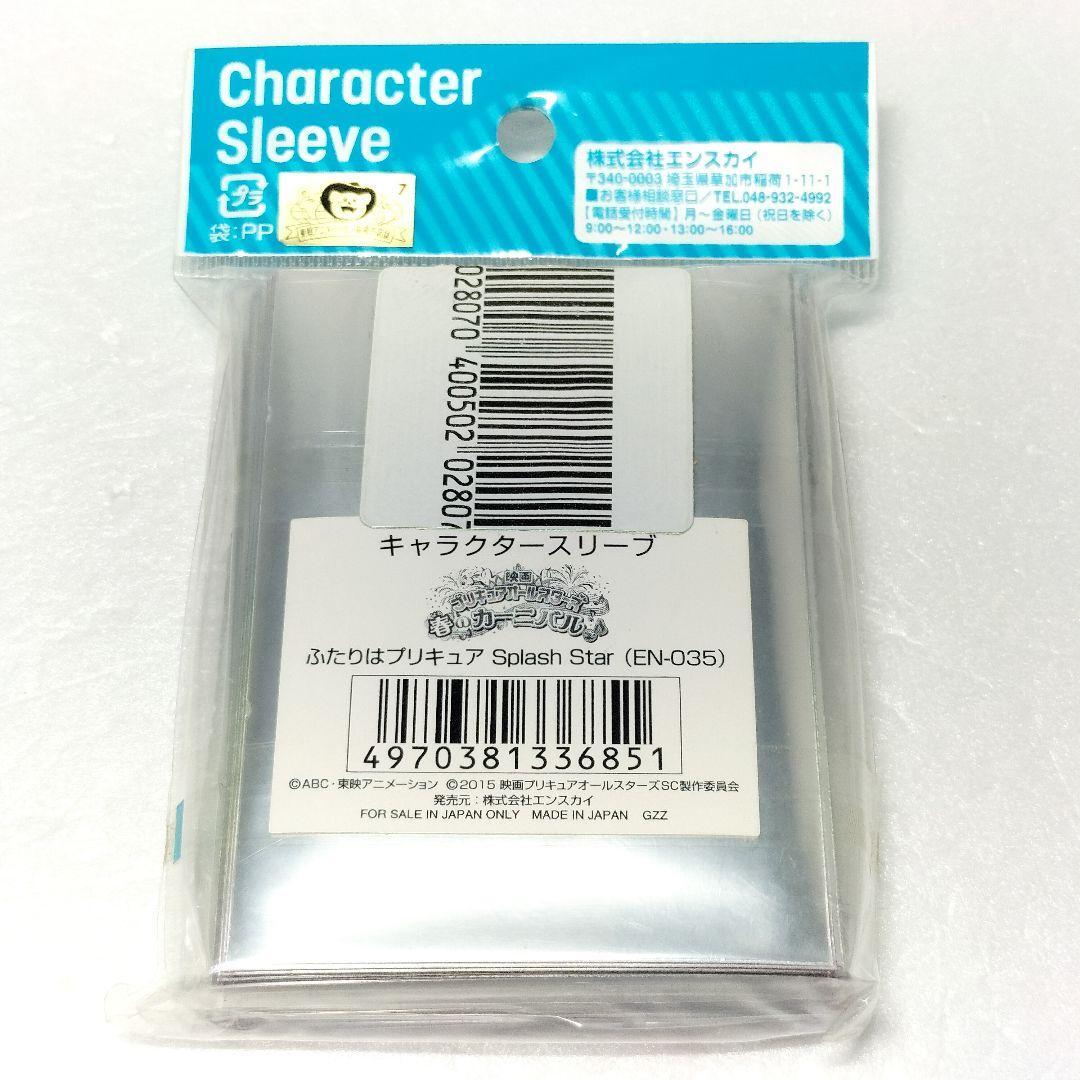 Character
Sleeve
プラ
袋:PP
7
株式会社エンスカイ
〒340-0003 埼玉県草加市稲荷1-11-1
■お客様相談窓口/TEL.048-932-4992
【電話受付時間】月~金曜日(祝日を除く)
9:00~12:00・13:00~16:00
028070 400502 02807
キャラクタースリーブ
映画
プリキュアオールスターズ
春のカーニバル♪
ふたりはプリキュア Splash Star(EN-035)
4970381336851
©ABC・東映アニメーション ©2015 映画プリキュアオールスターズSC製作委員会
発売元:株式会社エンスカイ
FOR SALE IN JAPAN ONLY MADE IN JAPAN GZZ